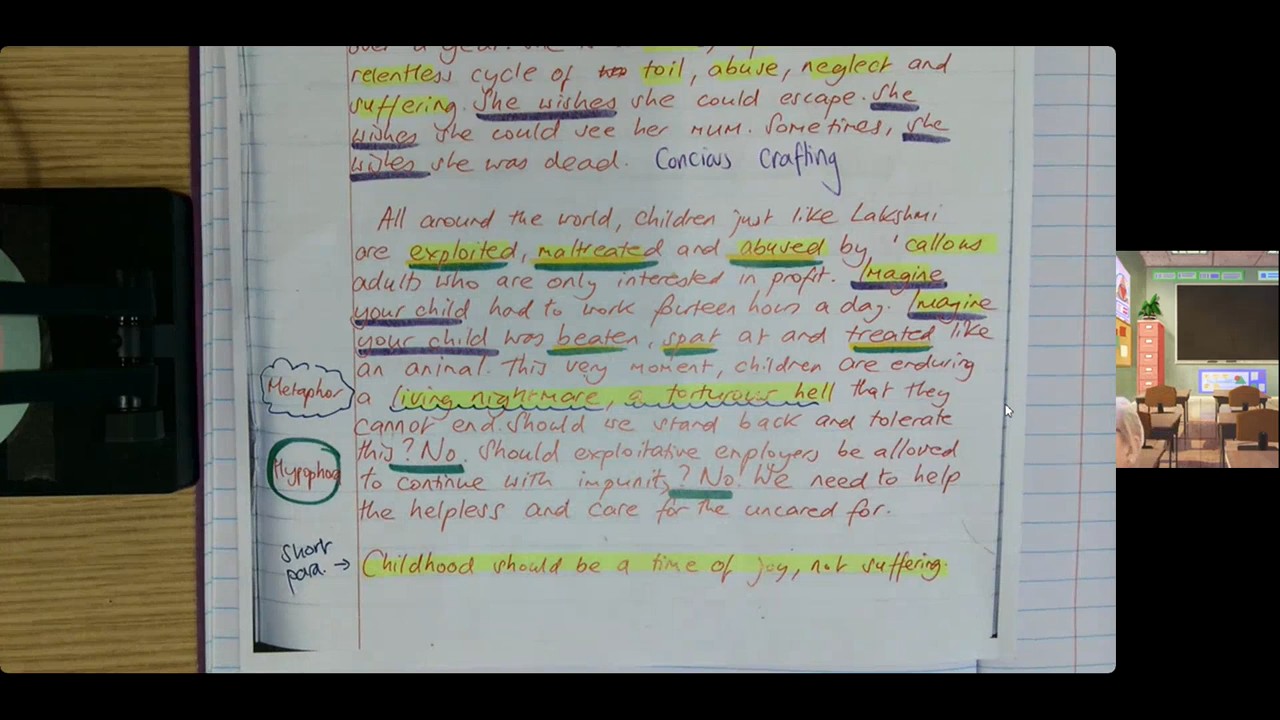 over a year. She is
relentless cycle of toil, abuse, neglect and
suffering. She wishes she could escape. She
wishes she could see her mum. Sometimes, she
wishes she was dead. Concious Crafting
All around the world, children just like Lakshmi
are exploited, maltreated and abused by 'callous
adults who are only interested in profit. Imagine
your child had to work fourteen hours a day. Imagine
your child was beaten, spat at and treated like
an animal. This very moment, children are enduring
Metaphor
a living nightmare, a torturous hell that they
cannot end. Should we stand back and tolerate
this? No. Should exploitative employers be allowed
Hypophora
to continue with impunity? No. We need to help
the helpless and care for the uncared for.
short
para. →
Childhood should be a time of joy, not suffering.